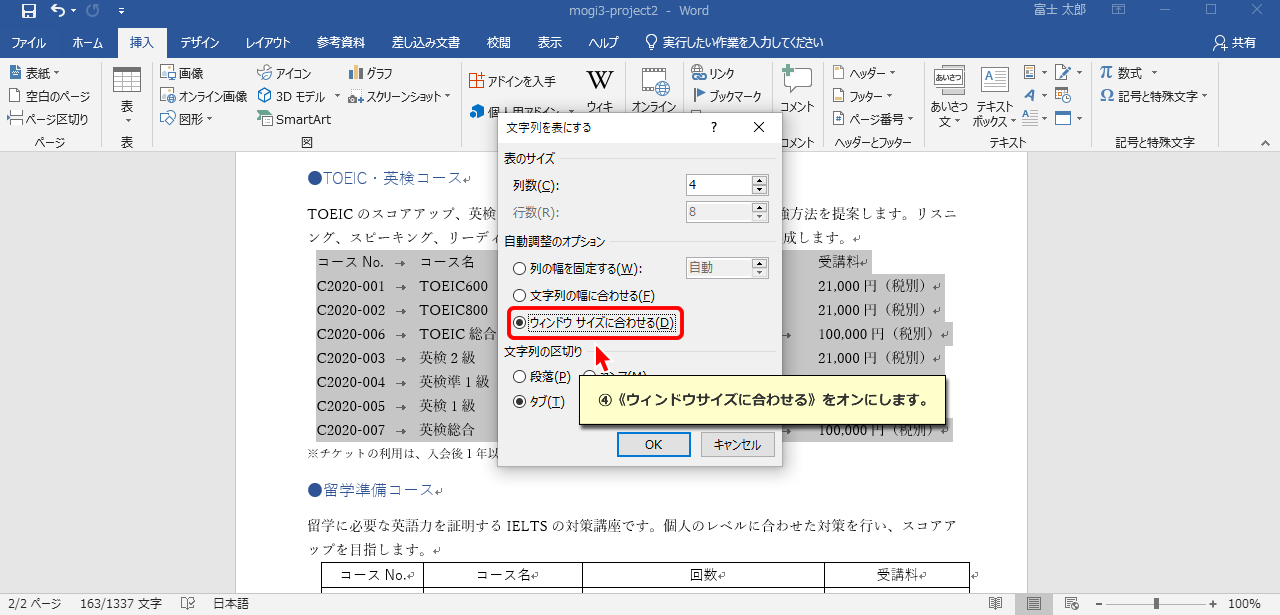 mogi3-project2 - Word
富士 太郎
ファイル ホーム 挿入 デザイン レイアウト 参考資料 差し込み文書 校閲 表示 ヘルプ 実行したい作業を入力してください 共有
表紙
空白のページ
ページ区切り
ページ
表
表
画像
オンライン画像
図形
アイコン
3D モデル
SmartArt
グラフ
スクリーンショット
図
アドインを入手
個人用アドイン
W
ウィキ
オンライン
リンク
ブックマーク
コメント
コメント
ヘッダー
フッター
ページ番号
ヘッダーとフッター
あいさつ
あいさつ
文
テキスト
ボックス
テキスト
数式
記号と特殊文字
記号と特殊文字
●TOEIC・英検コース
TOEIC のスコアアップ、英検
強方法を提案します。リスニ
ング、スピーキング、リーディ
成します。
コース No. → コース名
受講料
C2020-001 → TOEIC600
21,000 円（税別）
C2020-002 → TOEIC800
21,000 円（税別）
C2020-006 → TOEIC 総合
→ 100,000 円（税別）
C2020-003 → 英検 2 級
21,000 円（税別）
C2020-004 → 英検準 1 級
C2020-005 → 英検 1 級
C2020-007 → 英検総合
→ 100,000 円（税別）
※チケットの利用は、入会後 1 年以
●留学準備コース
留学に必要な英語力を証明する IELTS の対策講座です。個人のレベルに合わせた対策を行い、スコアア
ップを目指します。
コース No. コース名 回数 受講料
文字列を表にする ?
表のサイズ
列数(C): 4
行数(R): 8
自動調整のオプション
列の幅を固定する(W): 自動
文字列の幅に合わせる(F)
ウィンドウ サイズに合わせる(D)
文字列の区切り
段落(P)
タブ(T)
④《ウィンドウサイズに合わせる》をオンにします。
OK キャンセル
2/2 ページ 163/1337 文字 日本語 100%